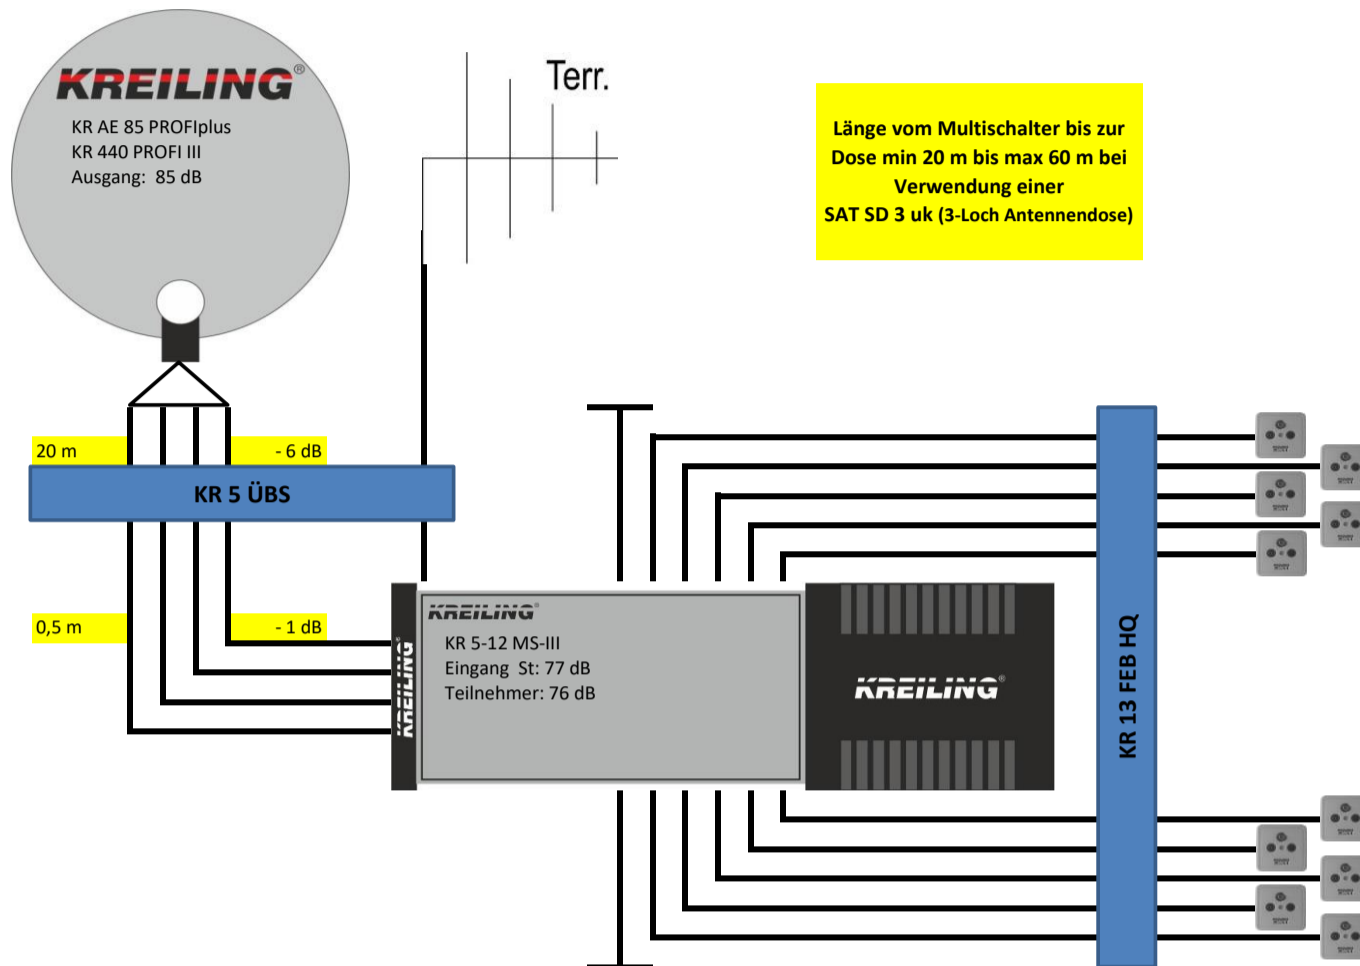 KREILING®
KR AE 85 PROFIplus
KR 440 PROFI III
Ausgang: 85 dB
Terr.
Länge vom Multischalter bis zur
Dose min 20 m bis max 60 m bei
Verwendung einer
SAT SD 3 uk (3-Loch Antennendose)
20 m
- 6 dB
KR 5 ÜBS
0,5 m
- 1 dB
KREILING®
KREILING®
KR 5-12 MS-III
Eingang St: 77 dB
Teilnehmer: 76 dB
KREILING®
KR 13 FEB HQ